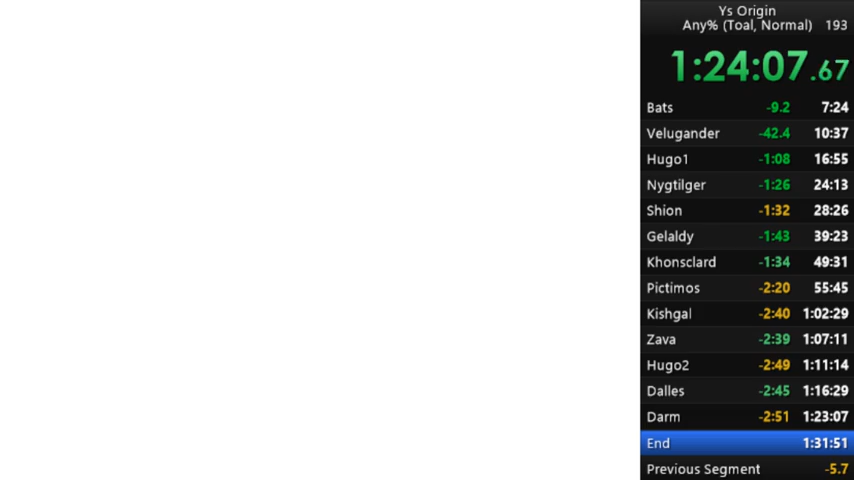 Ys Origin
Any% (Toal, Normal) 193
1:24:07.67
Bats -9.2 7:24
Velugander -42.4 10:37
Hugo1 -1:08 16:55
Nygtilger -1:26 24:13
Shion -1:32 28:26
Gelaldy -1:43 39:23
Khonsclard -1:34 49:31
Pictimos -2:20 55:45
Kishgal -2:40 1:02:29
Zava -2:39 1:07:11
Hugo2 -2:49 1:11:14
Dalles -2:45 1:16:29
Darm -2:51 1:23:07
End 1:31:51
Previous Segment -5.7